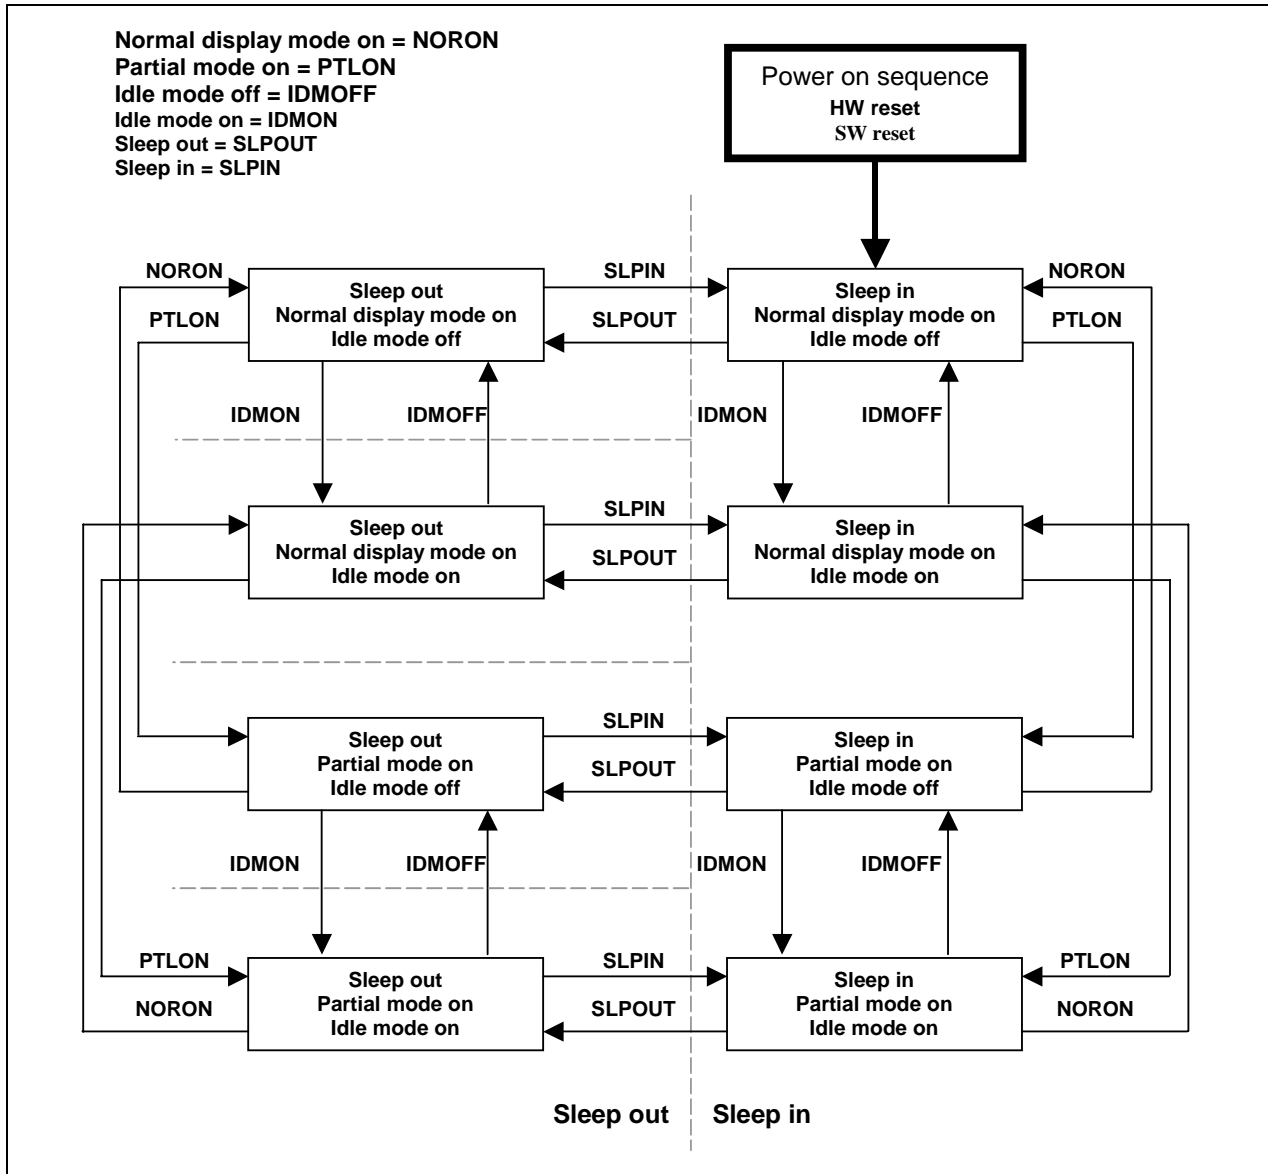 Normal display mode on = NORON
Partial mode on = PTLON
Idle mode off = IDMOFF
Idle mode on = IDMON
Sleep out = SLPOUT
Sleep in = SLPIN
Power on sequence
HW reset
SW reset
NORON
PTLON
Sleep out
Normal display mode on
Idle mode off
SLPIN
SLPOUT
Sleep in
Normal display mode on
Idle mode off
NORON
PTLON
IDMON
IDMOFF
IDMON
IDMOFF
Sleep out
Normal display mode on
Idle mode on
SLPIN
SLPOUT
Sleep in
Normal display mode on
Idle mode on
Sleep out
Partial mode on
Idle mode off
SLPIN
SLPOUT
Sleep in
Partial mode on
Idle mode off
IDMON
IDMOFF
IDMON
IDMOFF
PTLON
NORON
Sleep out
Partial mode on
Idle mode on
SLPIN
SLPOUT
Sleep in
Partial mode on
Idle mode on
PTLON
NORON
Sleep out
Sleep in